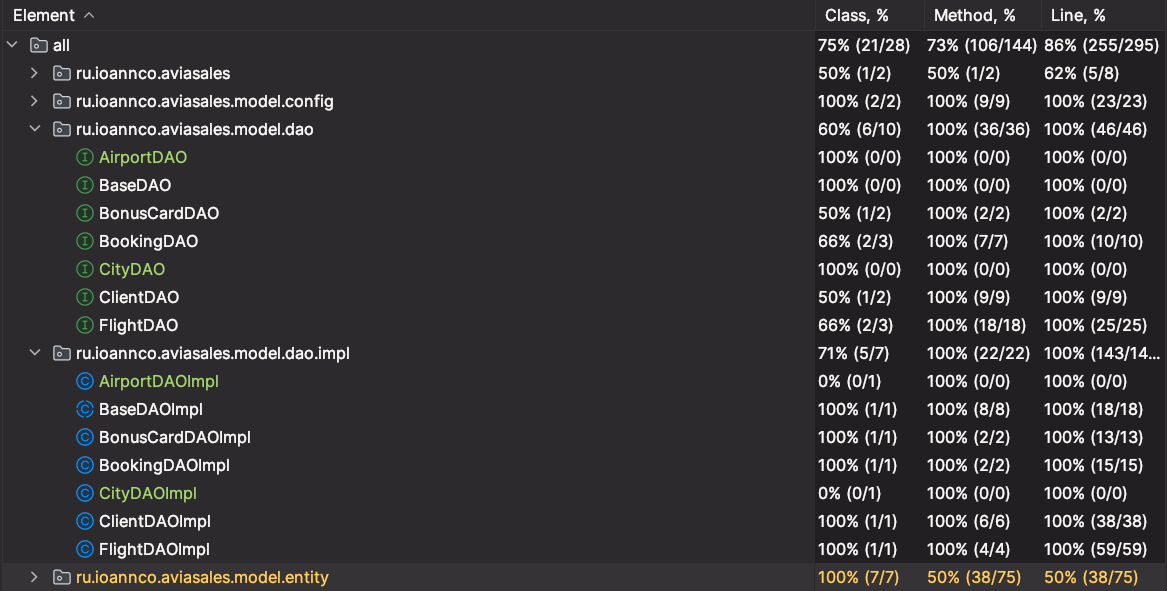 Element Class, % Method, % Line, %
all 75% (21/28) 73% (106/144) 86% (255/295)
ru.ioannco.aviasales 50% (1/2) 50% (1/2) 62% (5/8)
ru.ioannco.aviasales.model.config 100% (2/2) 100% (9/9) 100% (23/23)
ru.ioannco.aviasales.model.dao 60% (6/10) 100% (36/36) 100% (46/46)
I AirportDAO 100% (0/0) 100% (0/0) 100% (0/0)
I BaseDAO 100% (0/0) 100% (0/0) 100% (0/0)
I BonusCardDAO 50% (1/2) 100% (2/2) 100% (2/2)
I BookingDAO 66% (2/3) 100% (7/7) 100% (10/10)
I CityDAO 100% (0/0) 100% (0/0) 100% (0/0)
I ClientDAO 50% (1/2) 100% (9/9) 100% (9/9)
I FlightDAO 66% (2/3) 100% (18/18) 100% (25/25)
ru.ioannco.aviasales.model.dao.impl 71% (5/7) 100% (22/22) 100% (143/14...
C AirportDAOImpl 0% (0/1) 100% (0/0) 100% (0/0)
C BaseDAOImpl 100% (1/1) 100% (8/8) 100% (18/18)
C BonusCardDAOImpl 100% (1/1) 100% (2/2) 100% (13/13)
C BookingDAOImpl 100% (1/1) 100% (2/2) 100% (15/15)
C CityDAOImpl 0% (0/1) 100% (0/0) 100% (0/0)
C ClientDAOImpl 100% (1/1) 100% (6/6) 100% (38/38)
C FlightDAOImpl 100% (1/1) 100% (4/4) 100% (59/59)
ru.ioannco.aviasales.model.entity 100% (7/7) 50% (38/75) 50% (38/75)